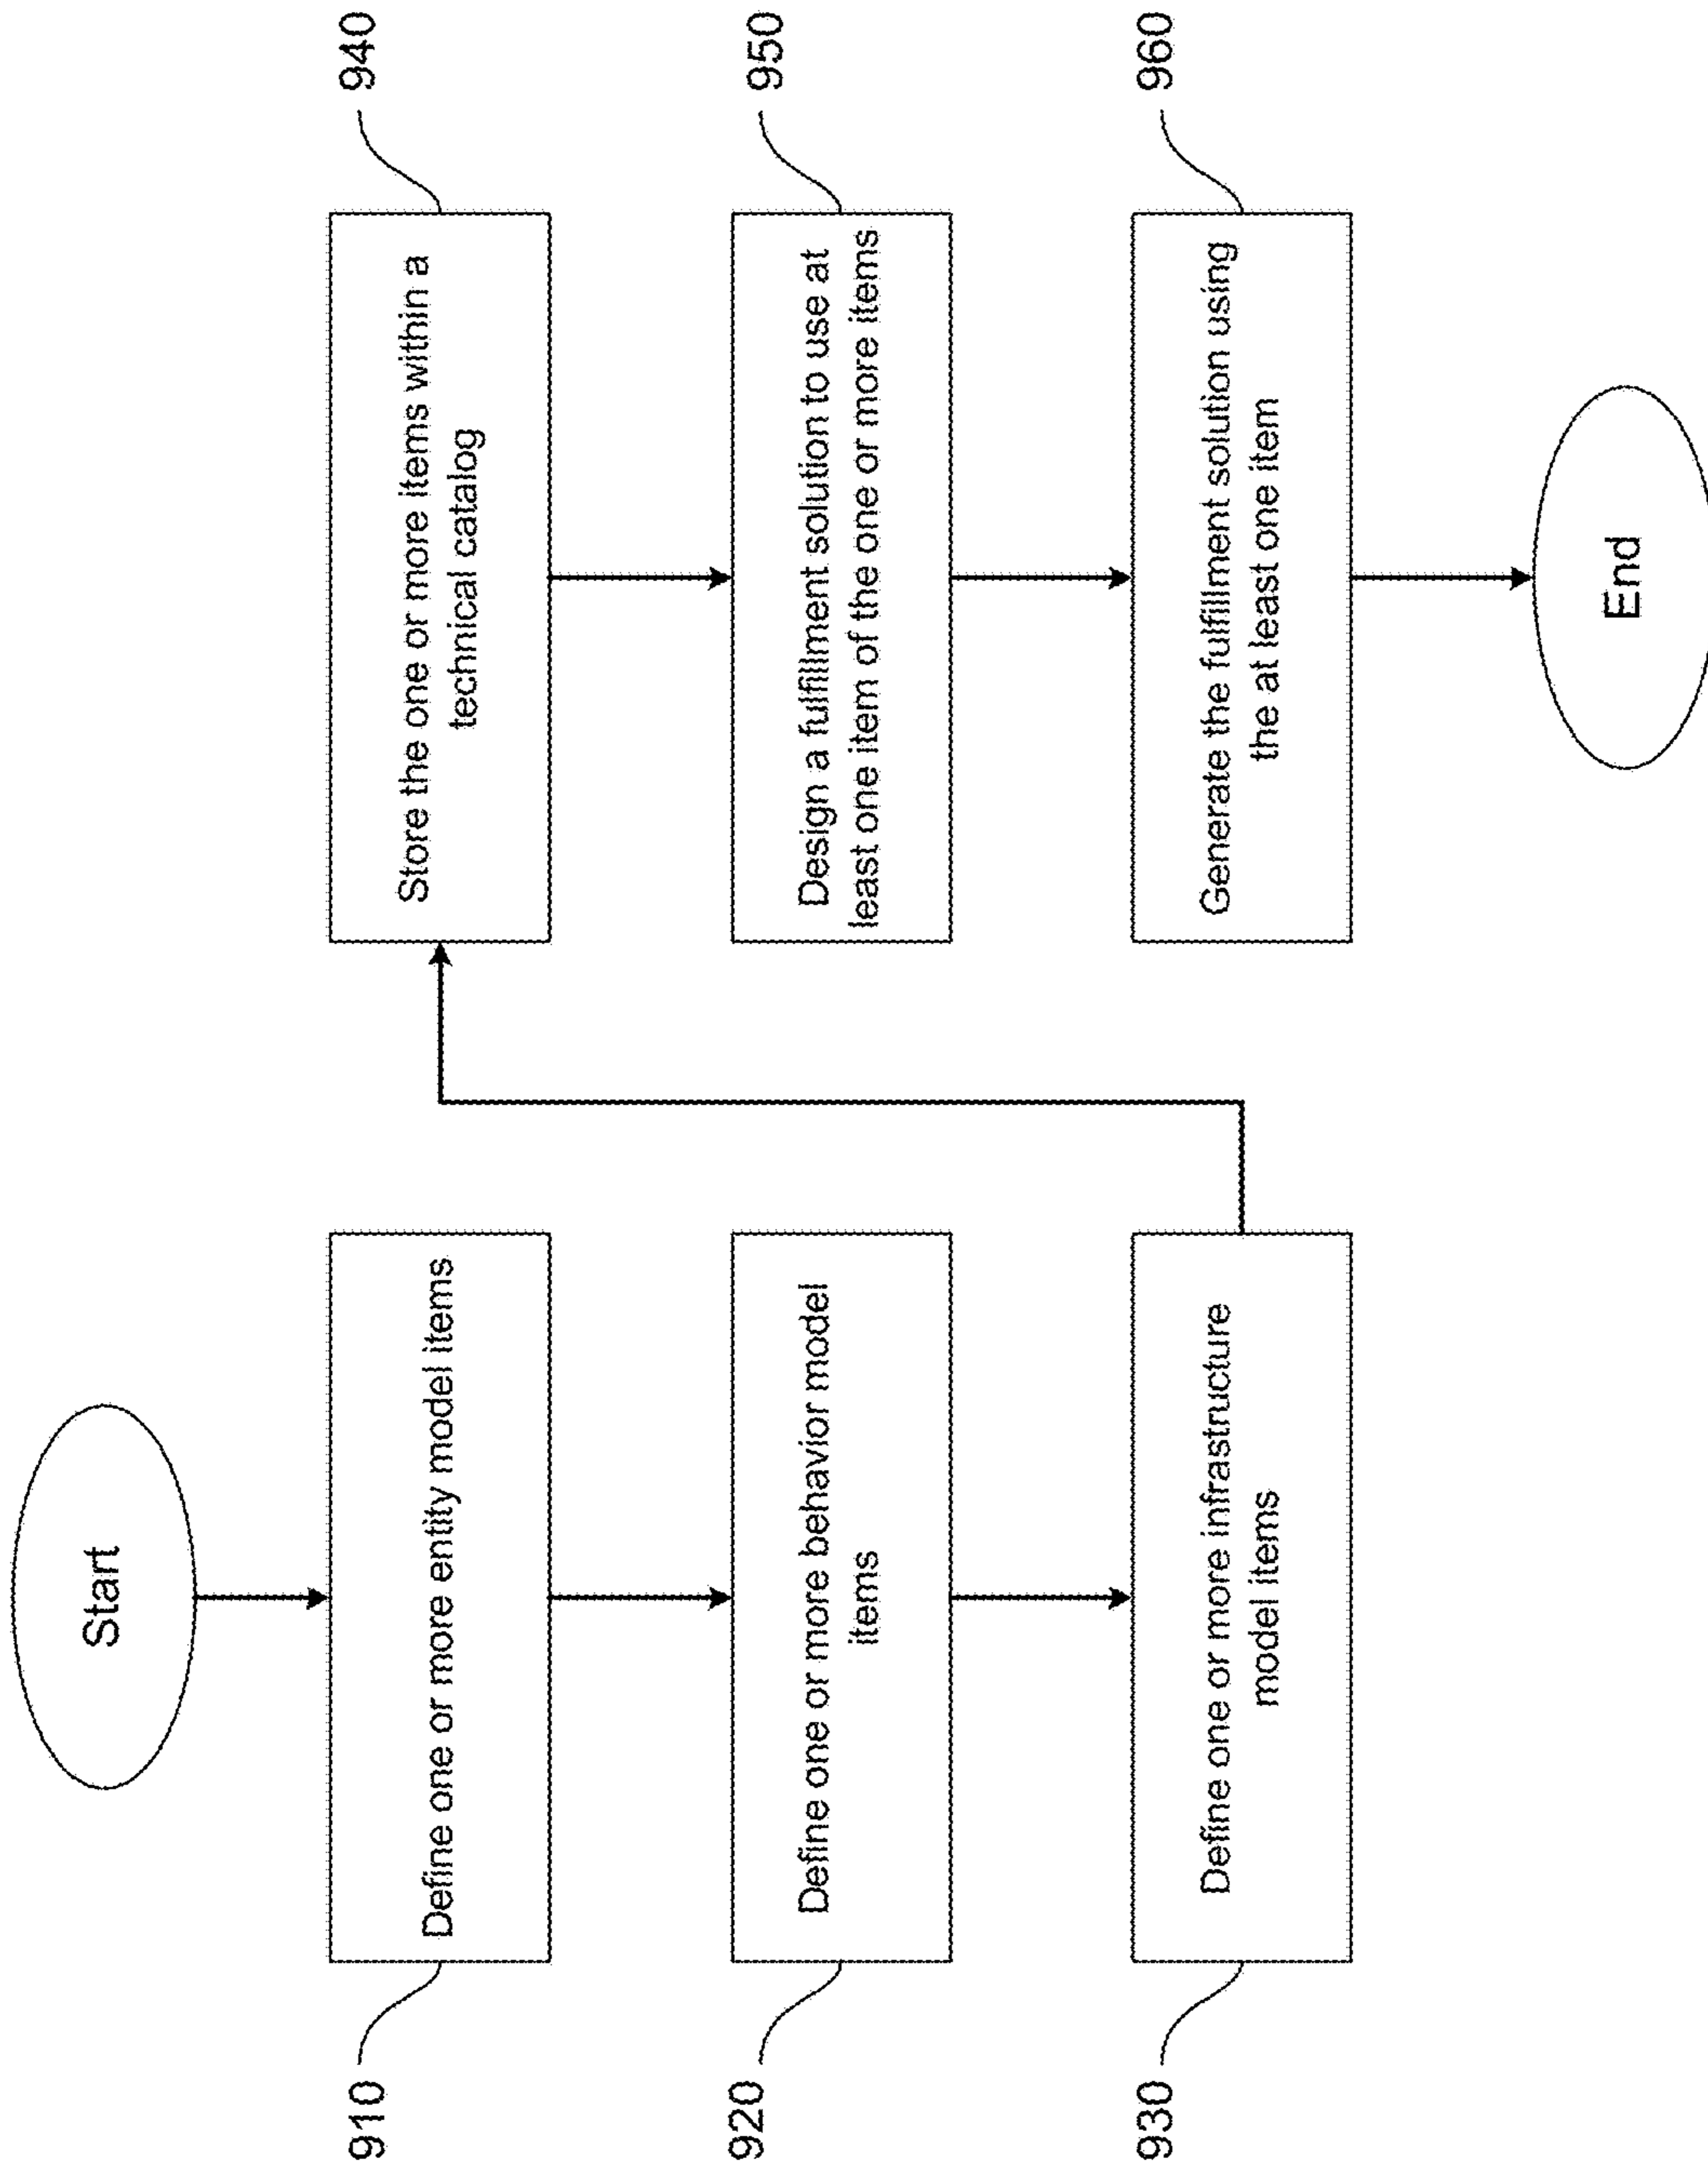 Start
910
Define one or more entity model items
920
Define one or more behavior model
items
930
Define one or more infrastructure
model items
940
Store the one or more items within a
technical catalog
950
Design a fulfillment solution to use at
least one item of the one or more items
960
Generate the fulfillment solution using
the at least one item
End